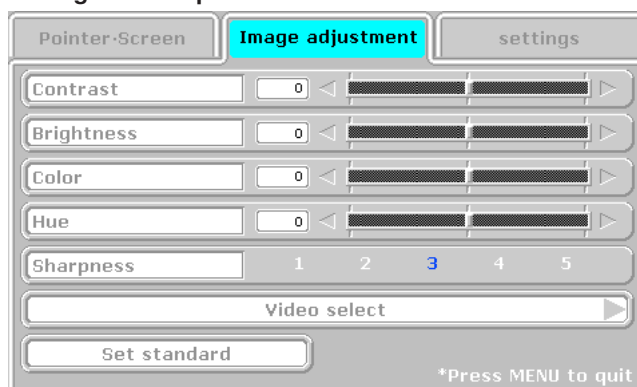 Pointer·Screen Image adjustment settings
Contrast 0
Brightness 0
Color 0
Hue 0
Sharpness 1 2 3 4 5
Video select
Set standard
*Press MENU to quit